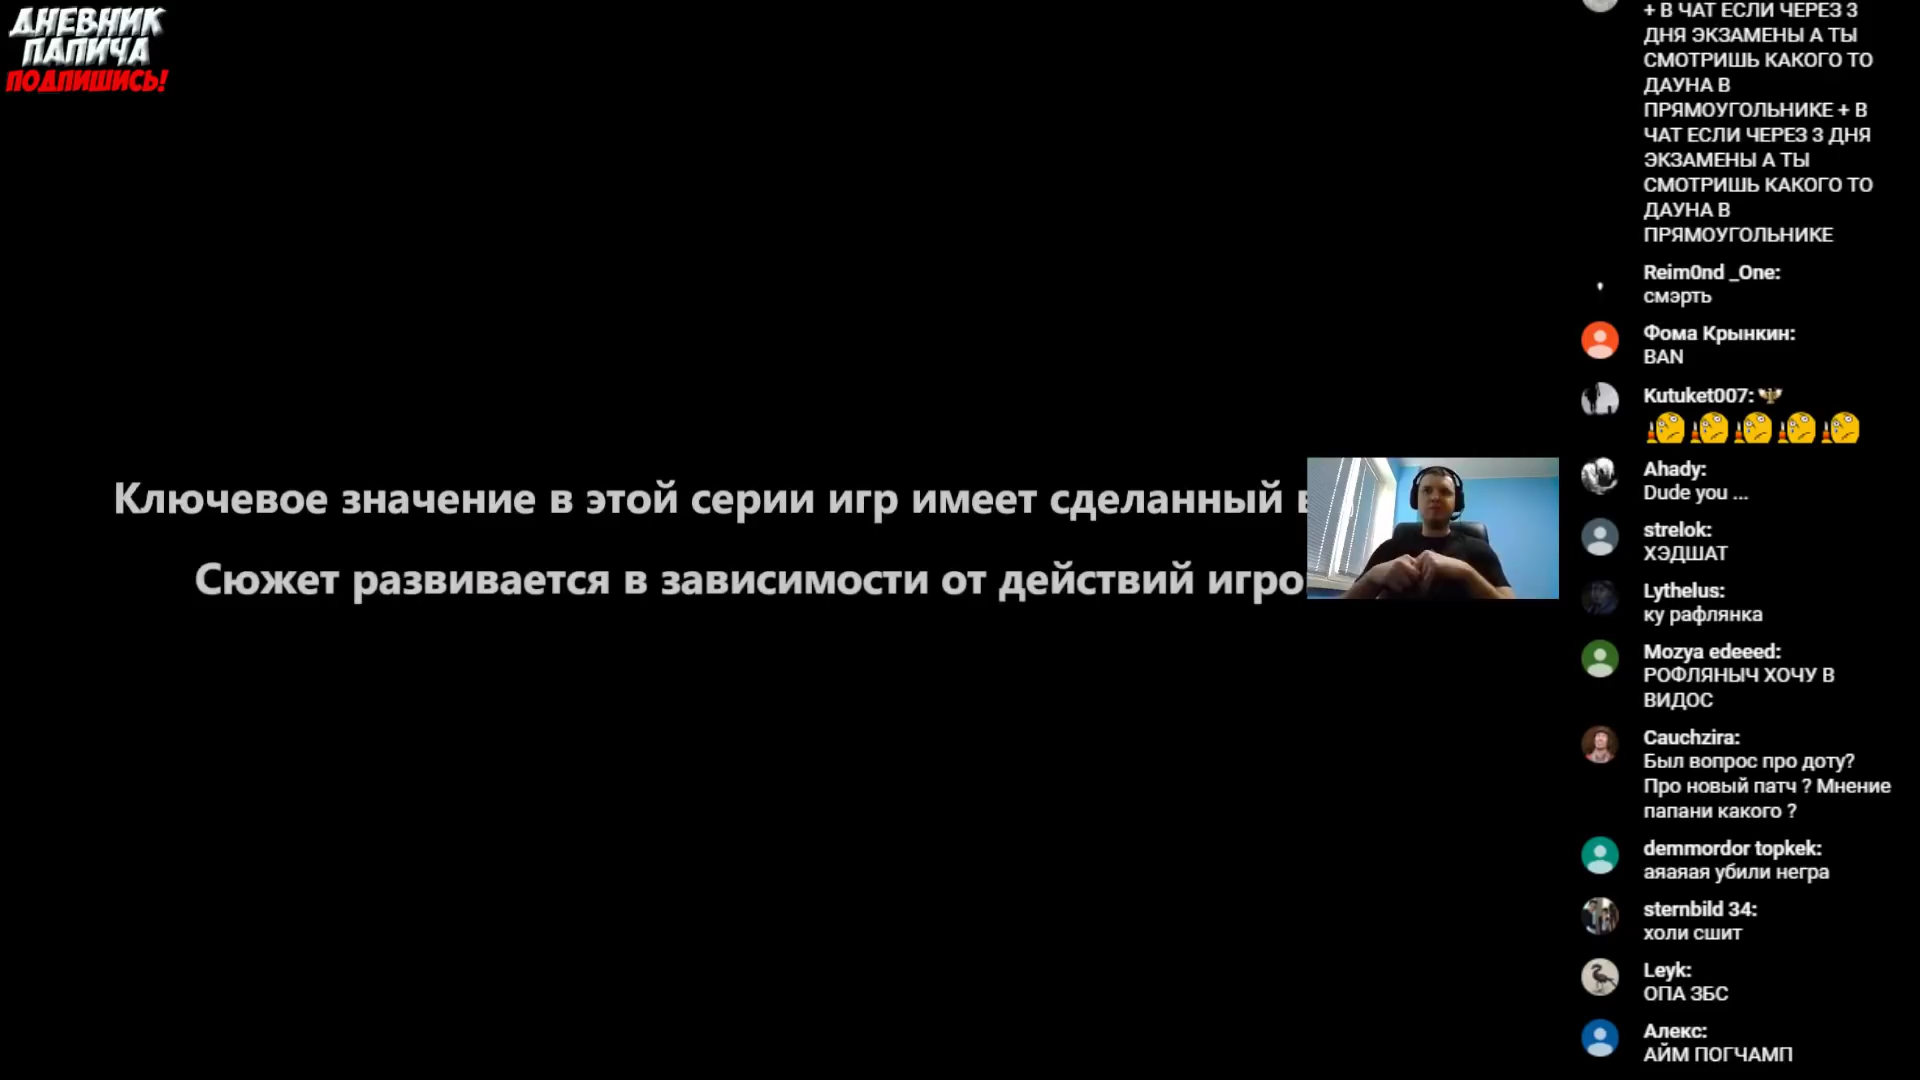 ДНЕВНИК
ПАПИЧА
ПОДПИШИСЬ!
Ключевое значение в этой серии игр имеет сделанный
Сюжет развивается в зависимости от действий игро
+ В ЧАТ ЕСЛИ ЧЕРЕЗ 3
ДНЯ ЭКЗАМЕНЫ А ТЫ
СМОТРИШЬ КАКОГО ТО
ДАУНА В
ПРЯМОУГОЛЬНИКЕ + В
ЧАТ ЕСЛИ ЧЕРЕЗ 3 ДНЯ
ЭКЗАМЕНЫ А ТЫ
СМОТРИШЬ КАКОГО ТО
ДАУНА В
ПРЯМОУГОЛЬНИКЕ
Reim0nd _One:
смэрть
Фома Крынкин:
BAN
Kutuket007:
Ahady:
Dude you ...
strelok:
ХЭДШАТ
Lythelus:
ку рафлянка
Mozya edeeed:
РОФЛЯНЫЧ ХОЧУ В
ВИДОС
Cauchzira:
Был вопрос про доту?
Про новый патч ? Мнение
папани какого ?
demmordor topkek:
аяаяая убили негра
sternbild 34:
холи сшит
Leyk:
ОПА ЗБС
Алекс:
АЙМ ПОГЧАМП